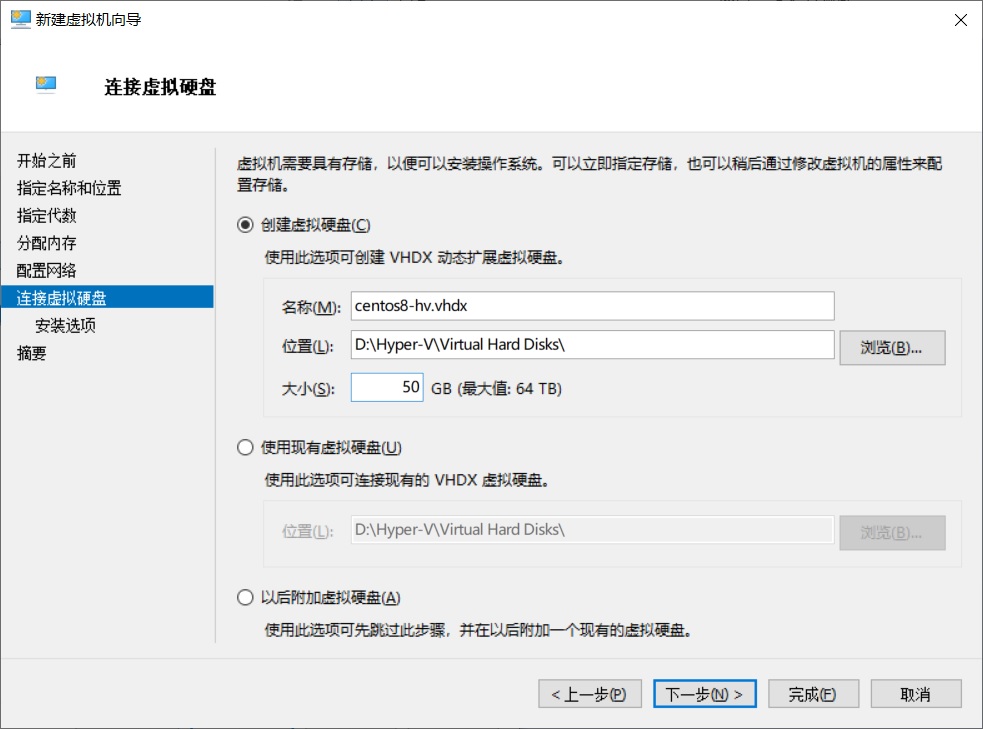 新建虚拟机向导
连接虚拟硬盘
开始之前
指定名称和位置
指定代数
分配内存
配置网络
连接虚拟硬盘
安装选项
摘要
虚拟机需要具有存储，以便可以安装操作系统。可以立即指定存储，也可以稍后通过修改虚拟机的属性来配
置存储。
创建虚拟硬盘(C)
使用此选项可创建 VHDX 动态扩展虚拟硬盘。
名称(M): centos8-hv.vhdx
位置(L): D:\Hyper-V\Virtual Hard Disks\ 浏览(B)...
大小(S): 50 GB (最大值: 64 TB)
使用现有虚拟硬盘(U)
使用此选项可连接现有的 VHDX 虚拟硬盘。
位置(L): D:\Hyper-V\Virtual Hard Disks\ 浏览(B)...
以后附加虚拟硬盘(A)
使用此选项可先跳过此步骤，并在以后附加一个现有的虚拟硬盘。
< 上一步(P) 下一步(N) > 完成(F) 取消